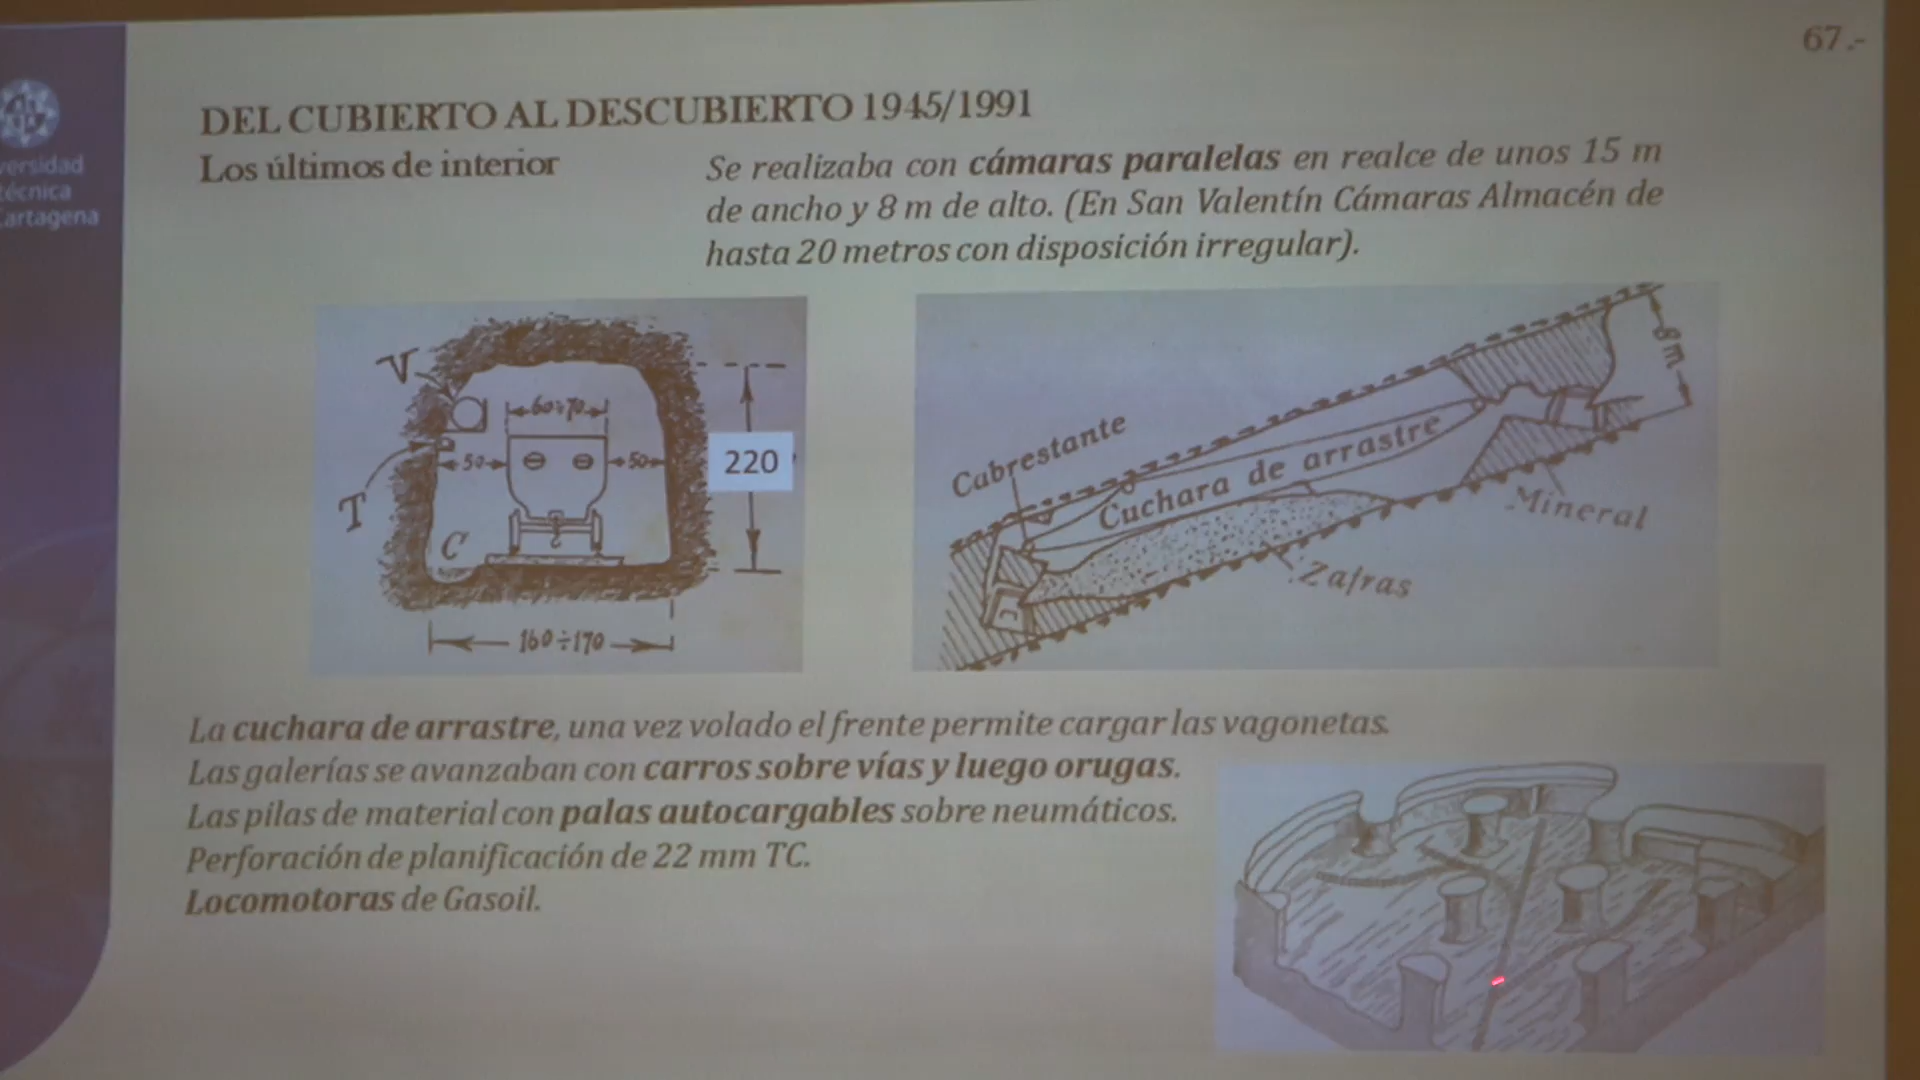 67.-
versidad
técnica
Cartagena
DEL CUBIERTO AL DESCUBIERTO 1945/1991
Los últimos de interior
Se realizaba con cámaras paralelas en realce de unos 15 m
de ancho y 8 m de alto. (En San Valentín Cámaras Almacén de
hasta 20 metros con disposición irregular).
V
60÷70
50
50
220
T
C
160÷170
8 m
Cabrestante
Cuchara de arrastre
Mineral
Zafras
La cuchara de arrastre, una vez volado el frente permite cargar las vagonetas.
Las galerías se avanzaban con carros sobre vías y luego orugas.
Las pilas de material con palas autocargables sobre neumáticos.
Perforación de planificación de 22 mm TC.
Locomotoras de Gasoil.